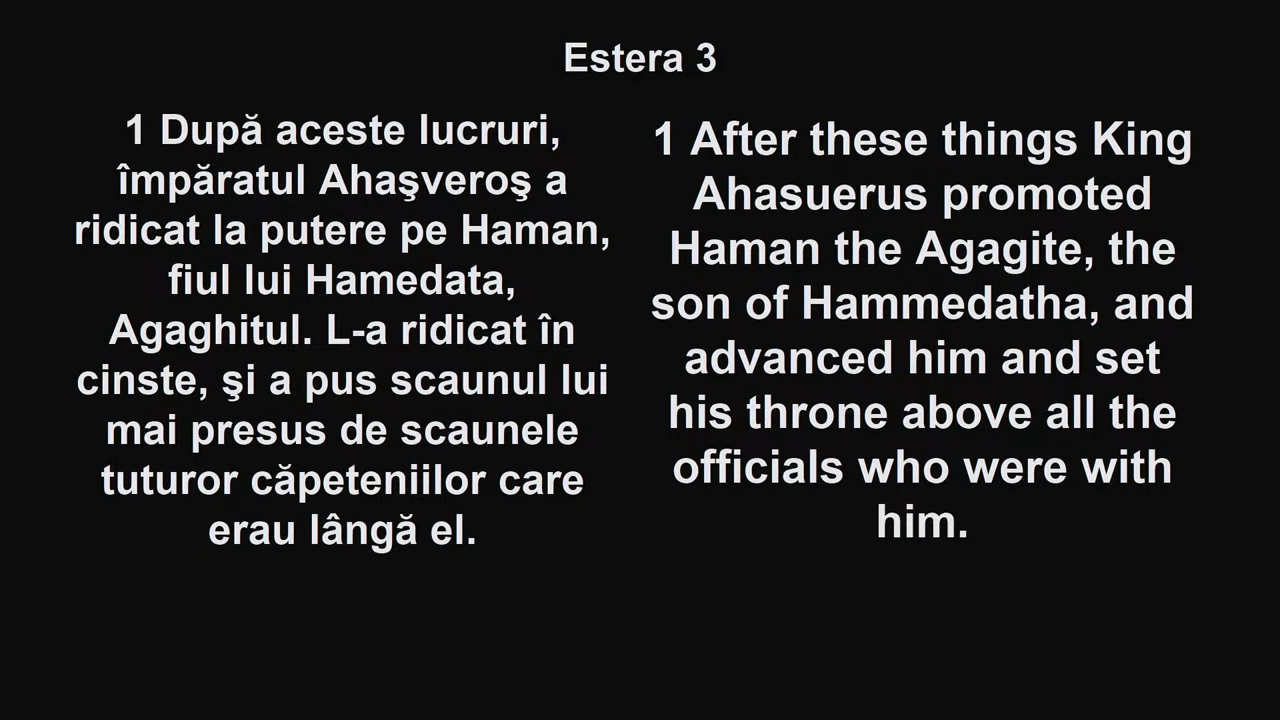 Estera 3
1 După aceste lucruri,
împăratul Ahaşveroş a
ridicat la putere pe Haman,
fiul lui Hamedata,
Agaghitul. L-a ridicat în
cinste, şi a pus scaunul lui
mai presus de scaunele
tuturor căpeteniilor care
erau lângă el.
1 After these things King
Ahasuerus promoted
Haman the Agagite, the
son of Hammedatha, and
advanced him and set
his throne above all the
officials who were with
him.